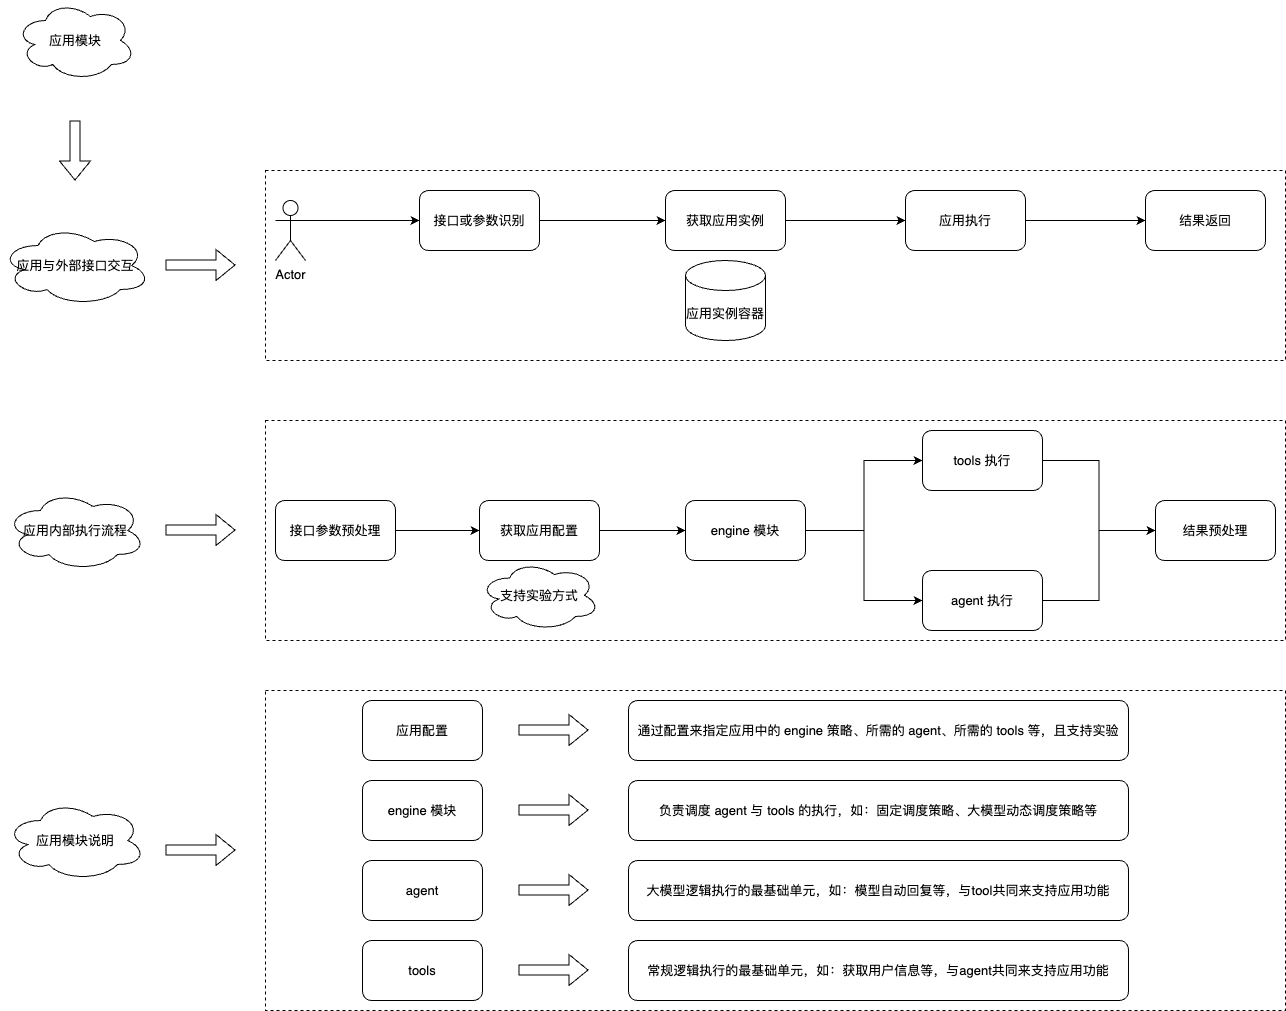 应用模块
应用与外部接口交互
Actor
接口或参数识别
获取应用实例
应用实例容器
应用执行
结果返回
应用内部执行流程
接口参数预处理
获取应用配置
支持实验方式
engine 模块
tools 执行
agent 执行
结果预处理
应用模块说明
应用配置
通过配置来指定应用中的 engine 策略、所需的 agent、所需的 tools 等，且支持实验
engine 模块
负责调度 agent 与 tools 的执行，如：固定调度策略、大模型动态调度策略等
agent
大模型逻辑执行的最基础单元，如：模型自动回复等，与tool共同来支持应用功能
tools
常规逻辑执行的最基础单元，如：获取用户信息等，与agent共同来支持应用功能